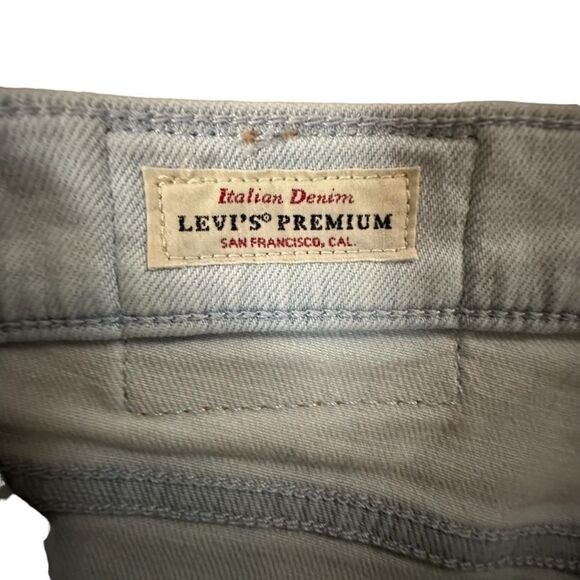 Italian Denim
LEVI'S® PREMIUM
SAN FRANCISCO, CAL.